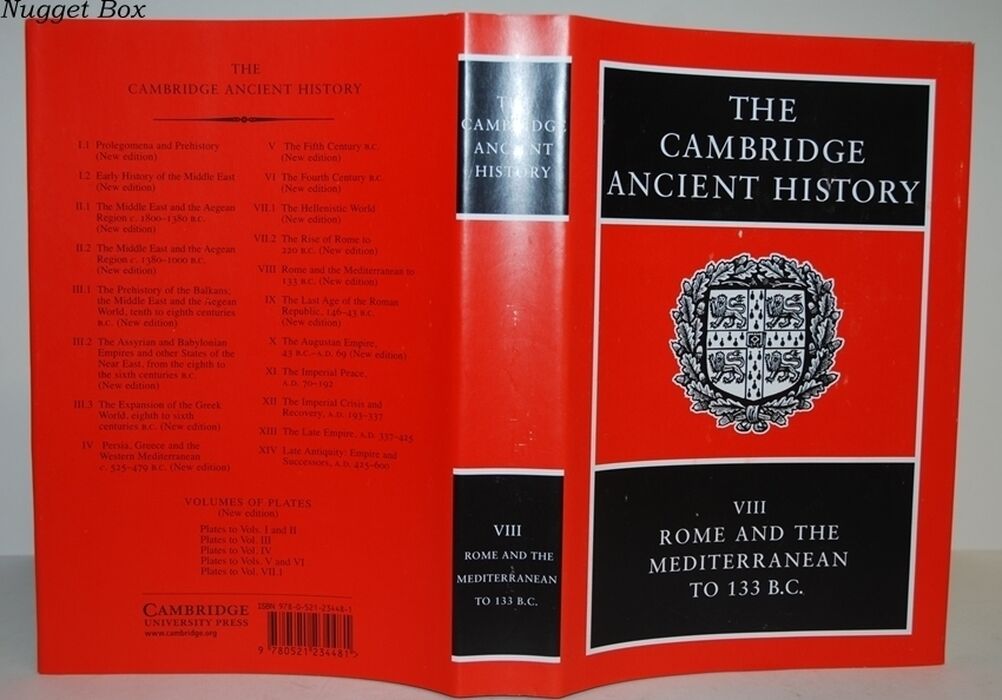 Nugget Box
THE
CAMBRIDGE ANCIENT HISTORY
I.1 Prolegomena and Prehistory
(New edition)
I.2 Early History of the Middle East
(New edition)
II.1 The Middle East and the Aegean
Region c. 1800–1380 B.C.
(New edition)
II.2 The Middle East and the Aegean
Region c. 1380–1000 B.C.
(New edition)
III.1 The Prehistory of the Balkans;
the Middle East and the Aegean
World, tenth to eighth centuries
B.C. (New edition)
III.2 The Assyrian and Babylonian
Empires and other States of the
Near East, from the eighth to
the sixth centuries B.C.
(New edition)
III.3 The Expansion of the Greek
World, eighth to sixth
centuries B.C. (New edition)
IV Persia, Greece and the
Western Mediterranean
c. 525–479 B.C. (New edition)
V The Fifth Century B.C.
(New edition)
VI The Fourth Century B.C.
(New edition)
VII.1 The Hellenistic World
(New edition)
VII.2 The Rise of Rome to
220 B.C. (New edition)
VIII Rome and the Mediterranean to
133 B.C. (New edition)
IX The Last Age of the Roman
Republic, 146–43 B.C.
(New edition)
X The Augustan Empire,
43 B.C.–A.D. 69 (New edition)
XI The Imperial Peace,
A.D. 70–192
XII The Imperial Crisis and
Recovery, A.D. 193–337
XIII The Late Empire, A.D. 337–425
XIV Late Antiquity: Empire and
Successors, A.D. 425–600
VOLUMES OF PLATES
(New edition)
Plates to Vols. I and II
Plates to Vol. III
Plates to Vol. IV
Plates to Vols. V and VI
Plates to Vol. VII.1
CAMBRIDGE
UNIVERSITY PRESS
www.cambridge.org
ISBN 978-0-521-23448-1
9 780521 234481 >
THE
CAMBRIDGE
ANCIENT
HISTORY
VIII
ROME AND THE
MEDITERRANEAN
TO 133 B.C.
THE
CAMBRIDGE
ANCIENT HISTORY
VIII
ROME AND THE
MEDITERRANEAN
TO 133 B.C.